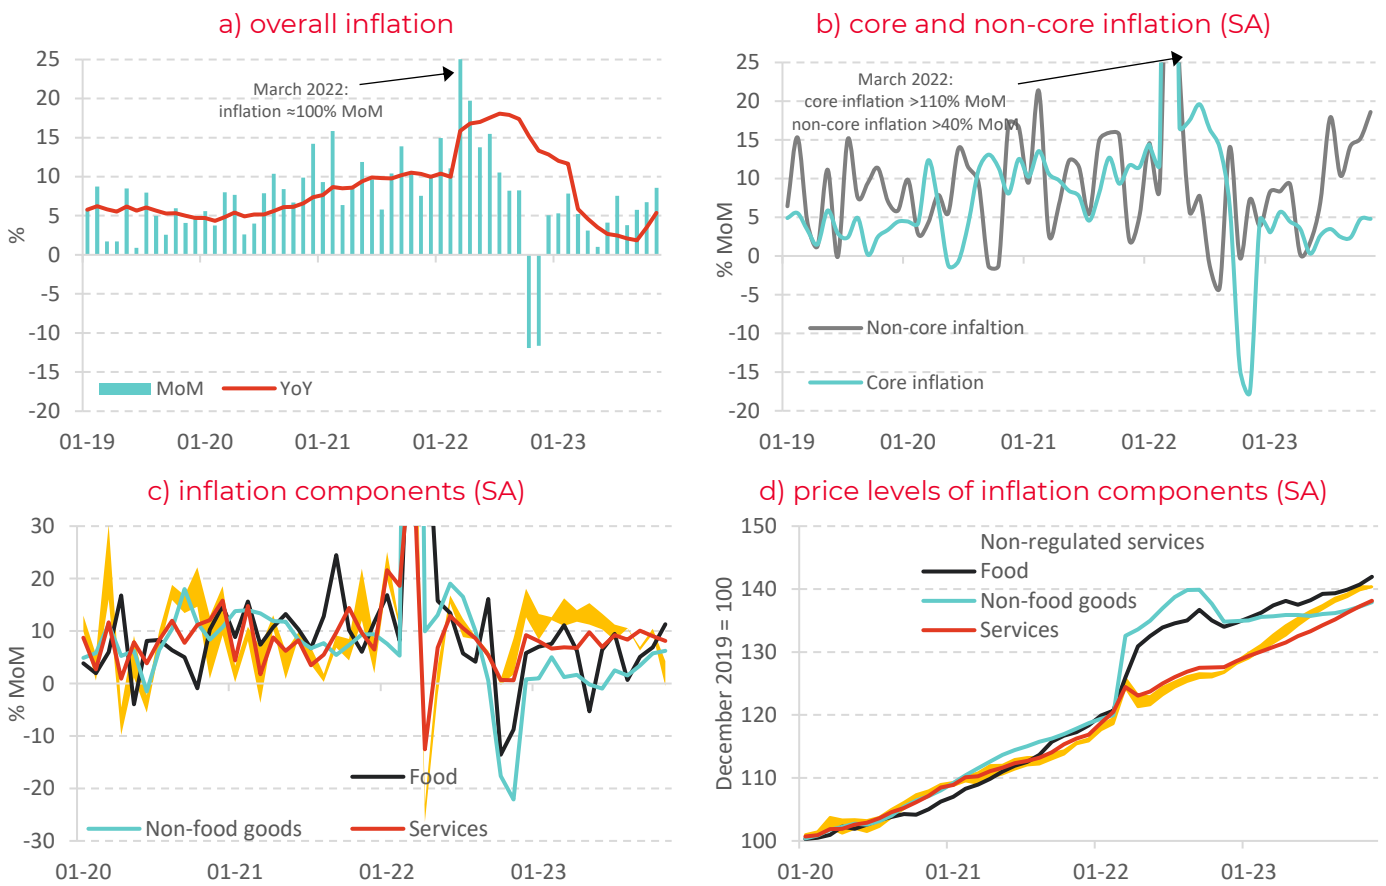 a) overall inflation
25
20
15
10
5
0
-5
-10
-15
-20
%
March 2022:
inflation ≈100% MoM
MoM
YoY
01-19
01-20
01-21
01-22
01-23
b) core and non-core inflation (SA)
25
20
15
10
5
0
-5
-10
-15
-20
% MoM
March 2022:
core inflation >110% MoM
non-core inflation >40% MoM
Non-core infaltion
Core inflation
01-19
01-20
01-21
01-22
01-23
c) inflation components (SA)
30
20
10
0
-10
-20
-30
% MoM
Food
Non-food goods
Services
01-20
01-21
01-22
01-23
d) price levels of inflation components (SA)
150
140
130
120
110
100
December 2019 = 100
Non-regulated services
Food
Non-food goods
Services
01-20
01-21
01-22
01-23